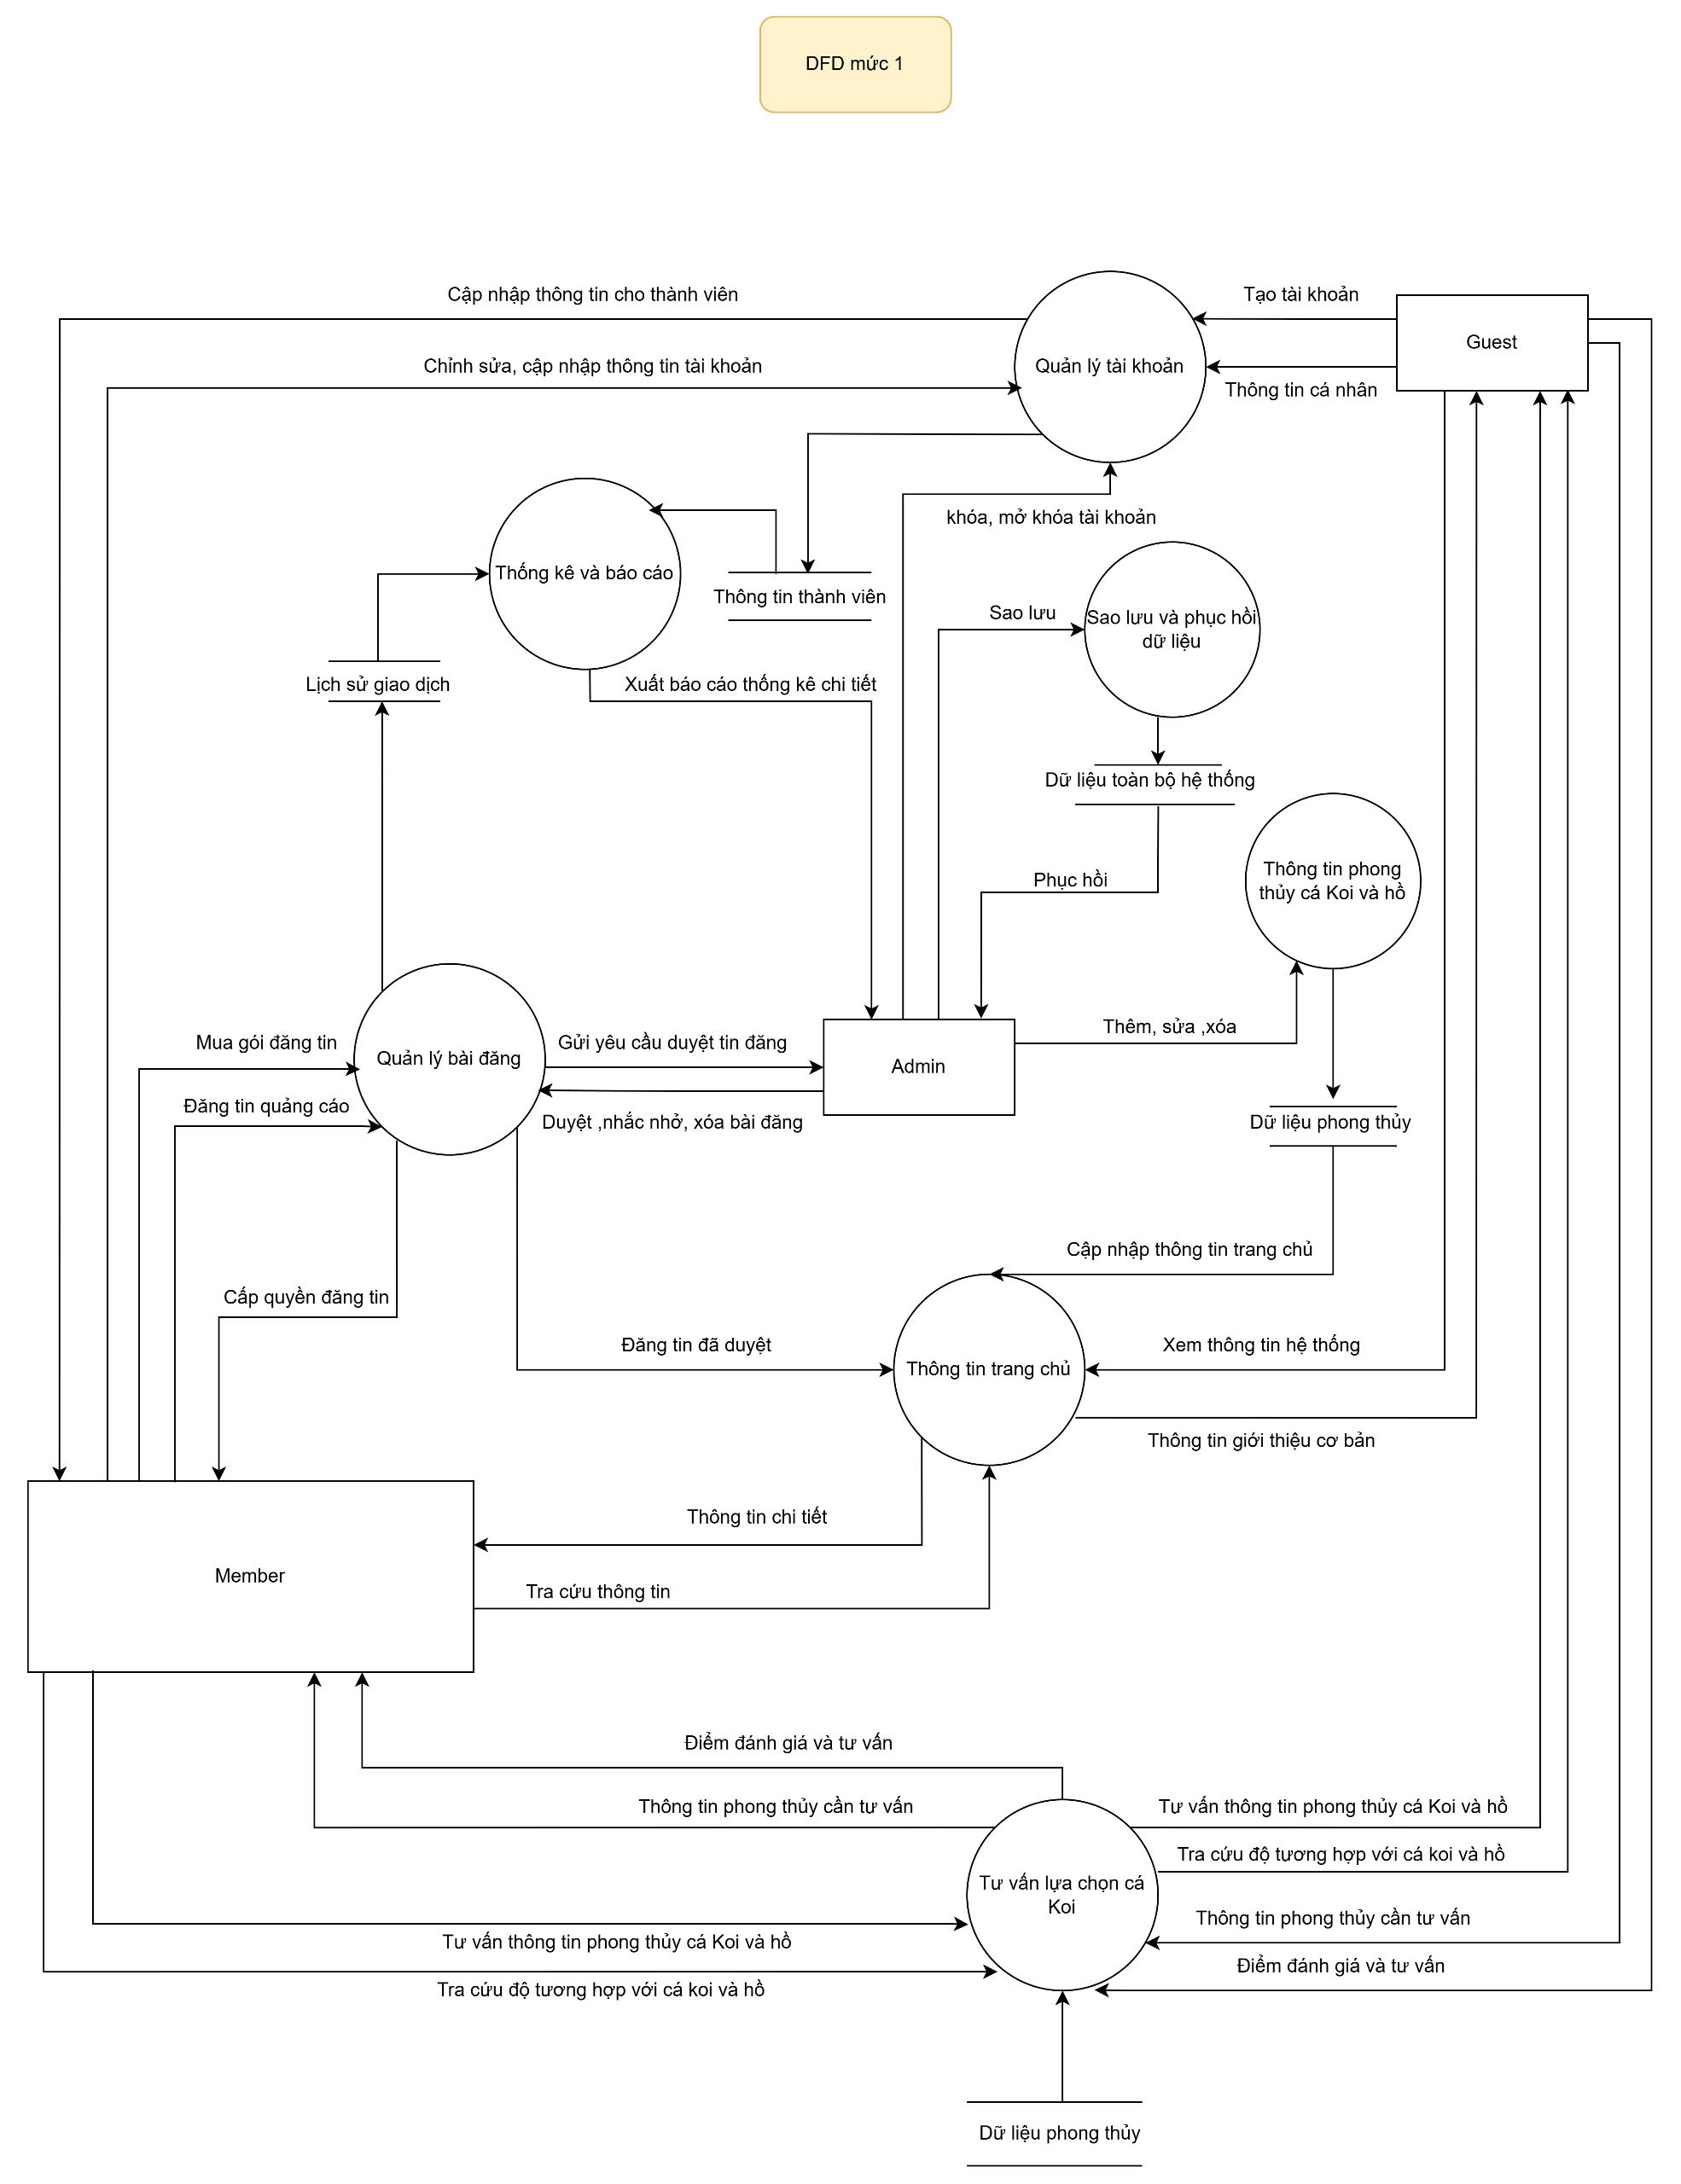 DFD mức 1
Cập nhập thông tin cho thành viên
Tạo tài khoản
Guest
Chỉnh sửa, cập nhập thông tin tài khoản
Quản lý tài khoản
Thông tin cá nhân
khóa, mở khóa tài khoản
Thống kê và báo cáo
Thông tin thành viên
Sao lưu
Sao lưu và phục hồi
dữ liệu
Lịch sử giao dịch
Xuất báo cáo thống kê chi tiết
Dữ liệu toàn bộ hệ thống
Phục hồi
Thông tin phong
thủy cá Koi và hồ
Mua gói đăng tin
Quản lý bài đăng
Gửi yêu cầu duyệt tin đăng
Admin
Thêm, sửa ,xóa
Đăng tin quảng cáo
Duyệt ,nhắc nhở, xóa bài đăng
Dữ liệu phong thủy
Cập nhập thông tin trang chủ
Cấp quyền đăng tin
Đăng tin đã duyệt
Thông tin trang chủ
Xem thông tin hệ thống
Thông tin giới thiệu cơ bản
Thông tin chi tiết
Member
Tra cứu thông tin
Điểm đánh giá và tư vấn
Thông tin phong thủy cần tư vấn
Tư vấn thông tin phong thủy cá Koi và hồ
Tra cứu độ tương hợp với cá koi và hồ
Tư vấn lựa chọn cá
Koi
Thông tin phong thủy cần tư vấn
Tư vấn thông tin phong thủy cá Koi và hồ
Điểm đánh giá và tư vấn
Tra cứu độ tương hợp với cá koi và hồ
Dữ liệu phong thủy